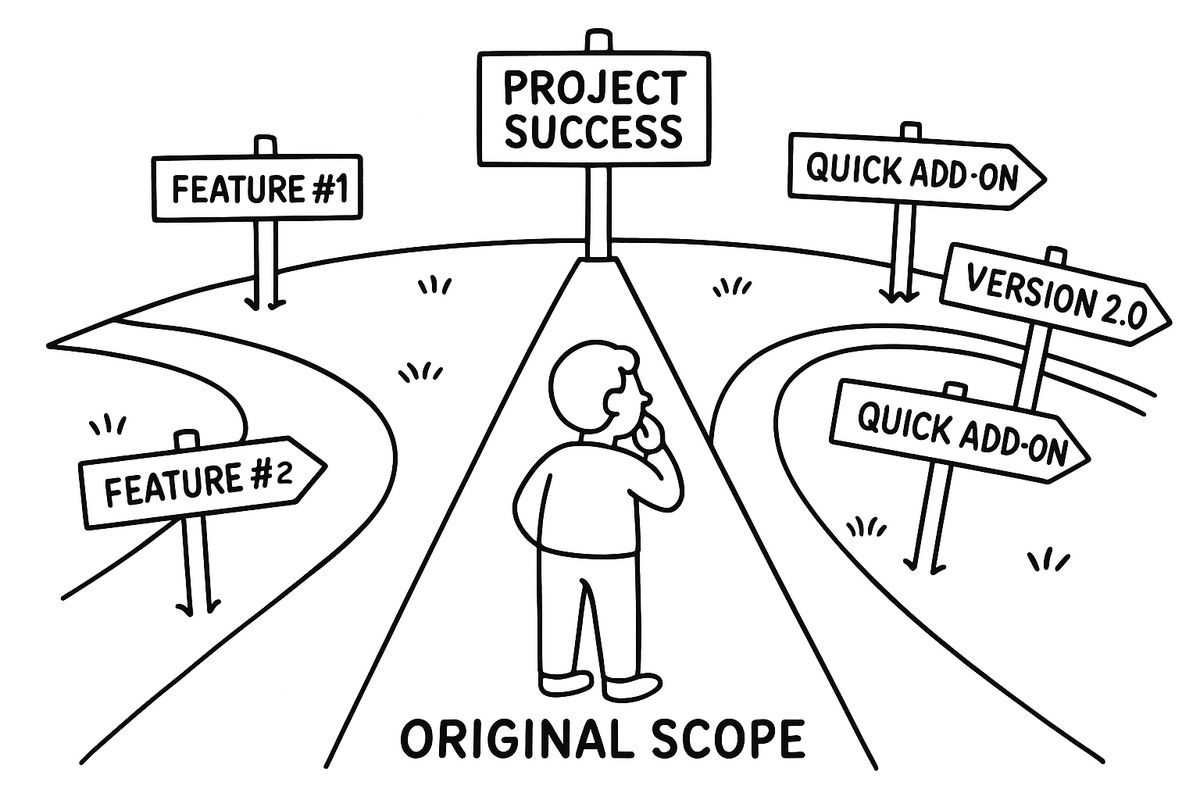 PROJECT
SUCCESS
FEATURE #1
QUICK ADD-ON
VERSION 2.0
QUICK ADD-ON
FEATURE #2
ORIGINAL SCOPE